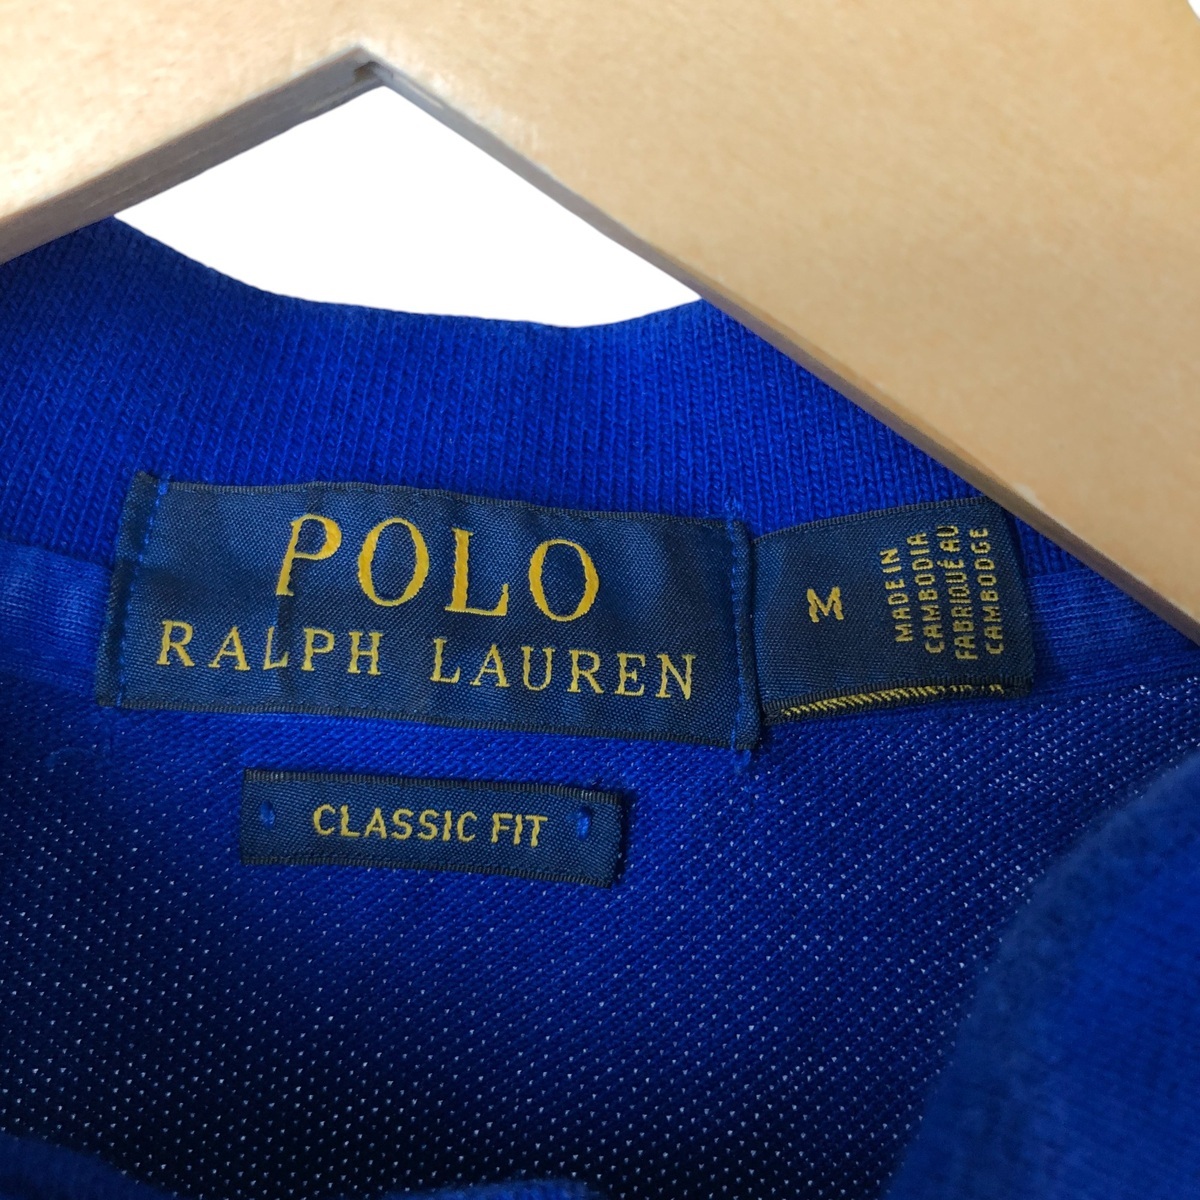 POLO
RALPH LAUREN
M
MADE IN
CAMBODIA
FABRIQUÉ AU
CAMBODGE
CLASSIC FIT